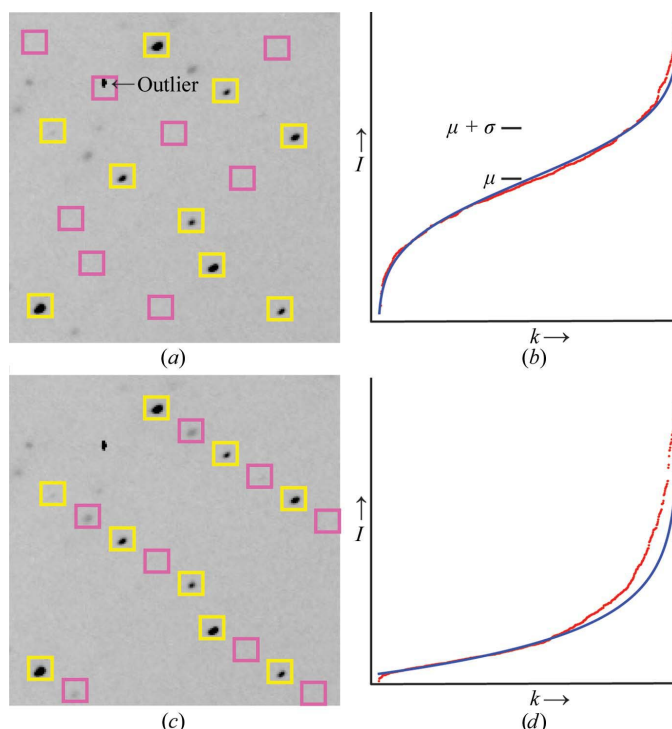 ← Outlier
μ + σ
μ
↑
I
k →
(a)
(b)
↑
I
k →
(c)
(d)